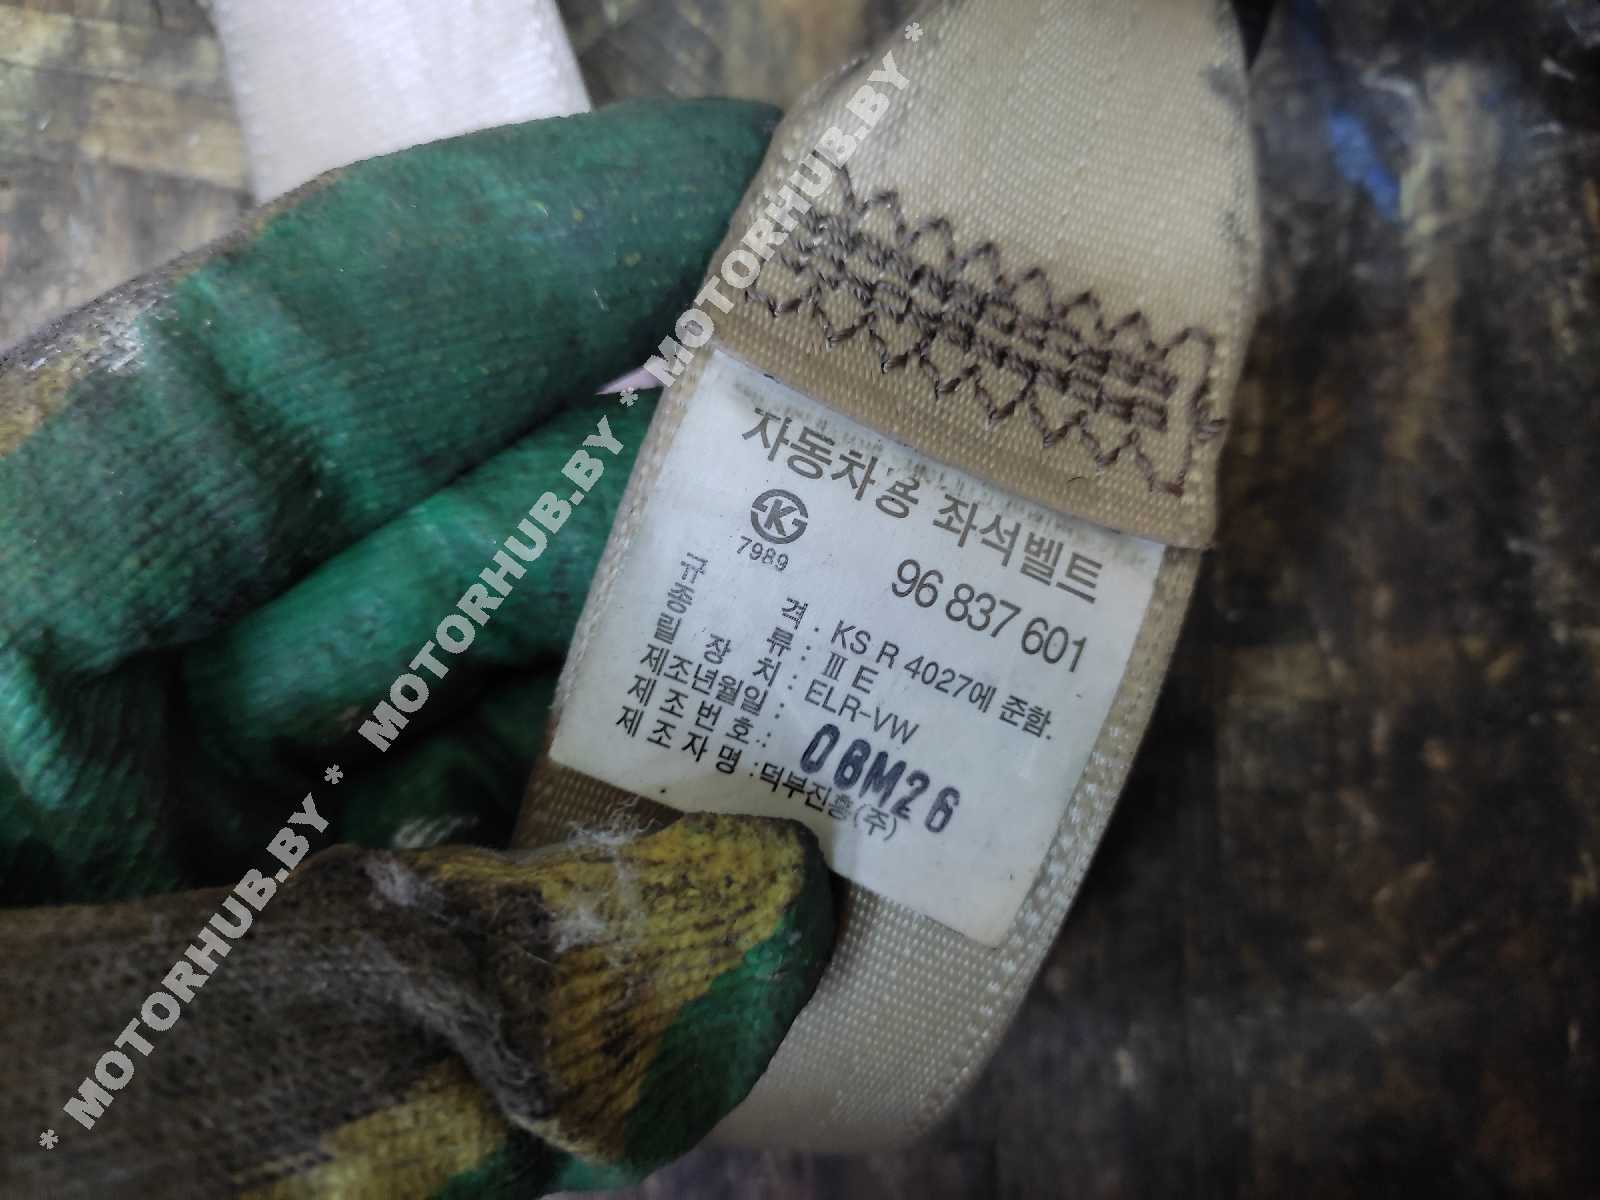 자동차용 좌석벨트
K
7989
96 837 601
규 격 : KS R 4027에 준함.
종 류 : Ⅲ E
릴 장 치 : ELR-VW
제조년월일 :
제 조 번 호 : 06M26
제 조 자 명 : 덕부진흥(주)
* MOTORHUB.BY * MOTORHUB.BY * MOTORHUB.BY * MOTORHUB.BY *